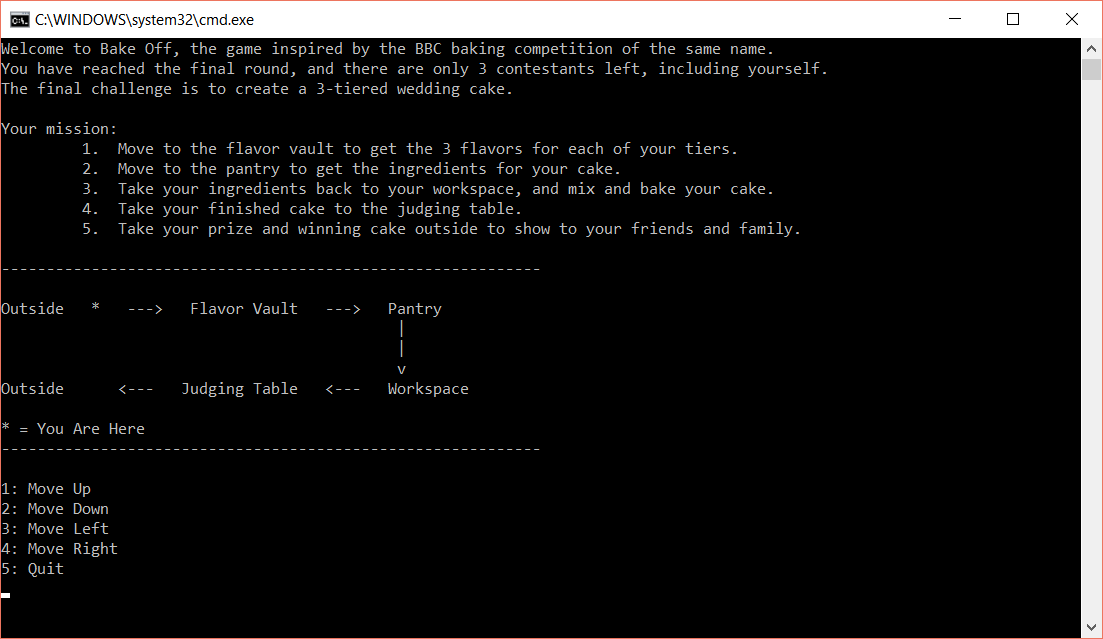 C:\WINDOWS\system32\cmd.exe
Welcome to Bake Off, the game inspired by the BBC baking competition of the same name.
You have reached the final round, and there are only 3 contestants left, including yourself.
The final challenge is to create a 3-tiered wedding cake.
Your mission:
1.  Move to the flavor vault to get the 3 flavors for each of your tiers.
2.  Move to the pantry to get the ingredients for your cake.
3.  Take your ingredients back to your workspace, and mix and bake your cake.
4.  Take your finished cake to the judging table.
5.  Take your prize and winning cake outside to show to your friends and family.
------------------------------------------------------------
Outside   *   --->   Flavor Vault   --->   Pantry
|
|
v
Outside      <---   Judging Table   <---   Workspace
* = You Are Here
------------------------------------------------------------
1: Move Up
2: Move Down
3: Move Left
4: Move Right
5: Quit